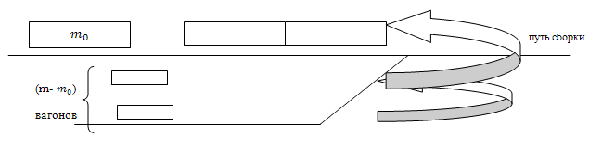 m₀
путь сборки
(m- m₀)
вагонов